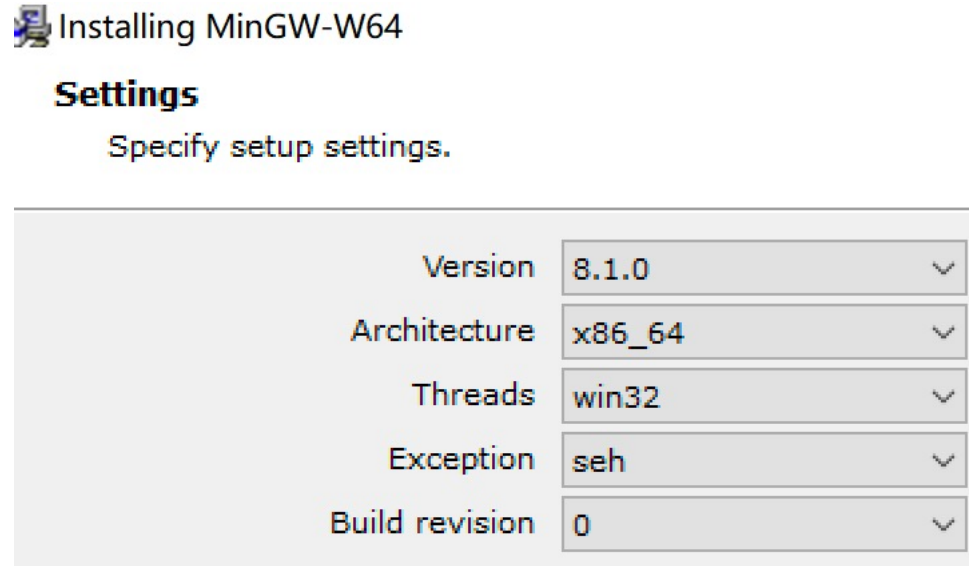 Installing MinGW-W64
Settings
Specify setup settings.
Version 8.1.0
Architecture x86_64
Threads win32
Exception seh
Build revision 0